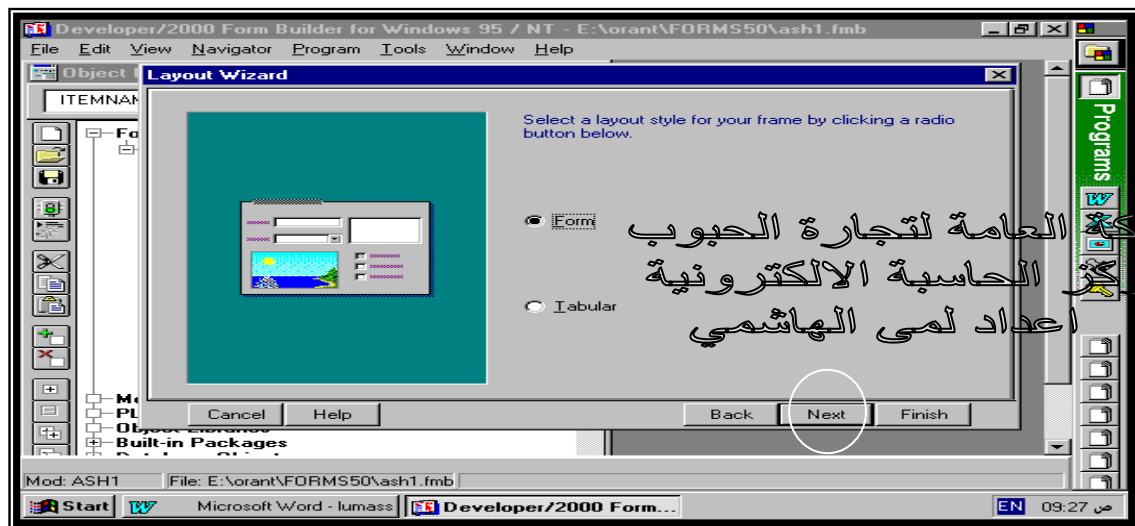 Developer/2000 Form Builder for Windows 95 / NT - E:\orant\FORMS50\ash1.fmb
File Edit View Navigator Program Tools Window Help
Object
Layout Wizard
Programs
Select a layout style for your frame by clicking a radio
button below.
Form
Tabular
العامة لتجارة الحبوب
الحاسبة الالكترونية
اعداد لمى الهاشمي
Cancel Help Back Next Finish
Built-in Packages
Mod: ASH1 File: E:\orant\FORMS50\ash1.fmb
Start Microsoft Word - lumass Developer/2000 Form... EN 09:27 ص